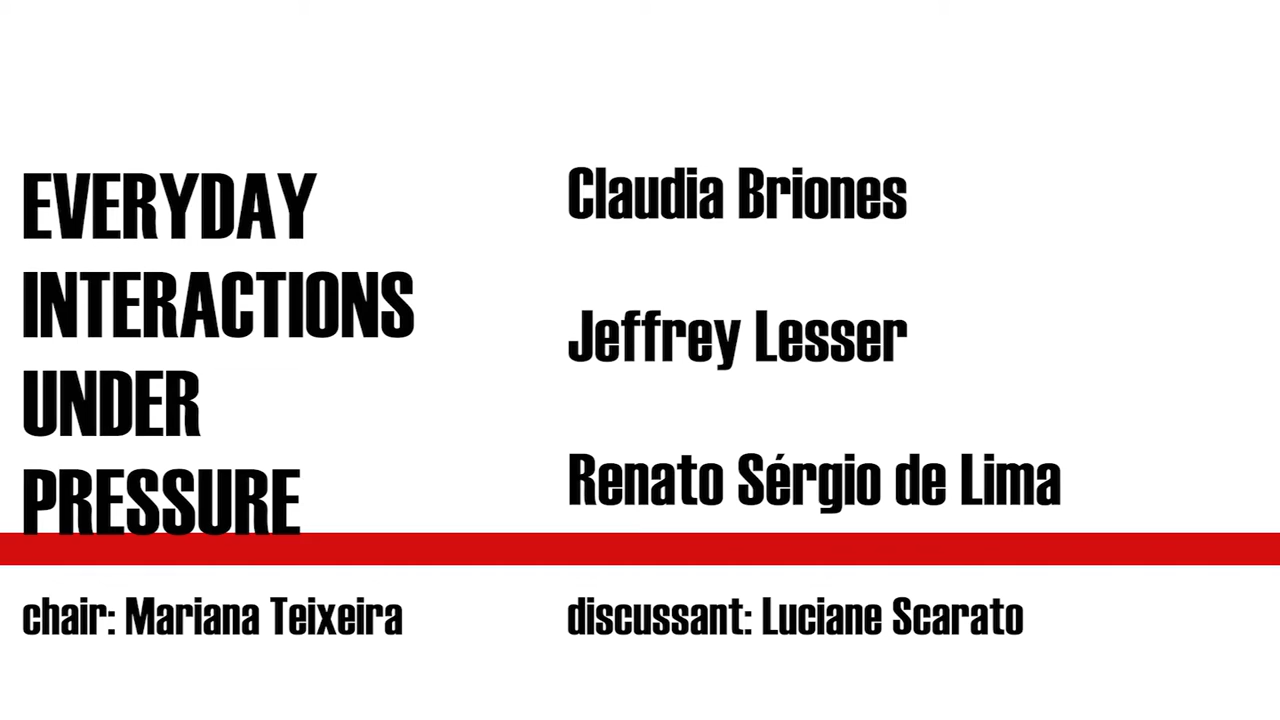 EVERYDAY
INTERACTIONS
UNDER
PRESSURE
Claudia Briones
Jeffrey Lesser
Renato Sérgio de Lima
chair: Mariana Teixeira
discussant: Luciane Scarato